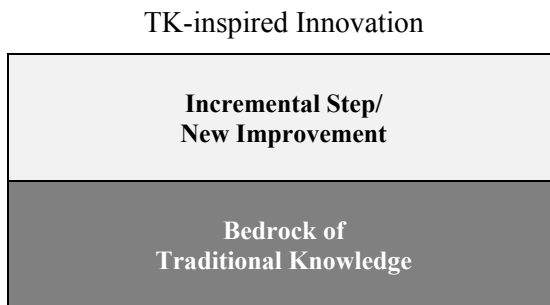 TK-inspired Innovation
Incremental Step/
New Improvement
Bedrock of
Traditional Knowledge